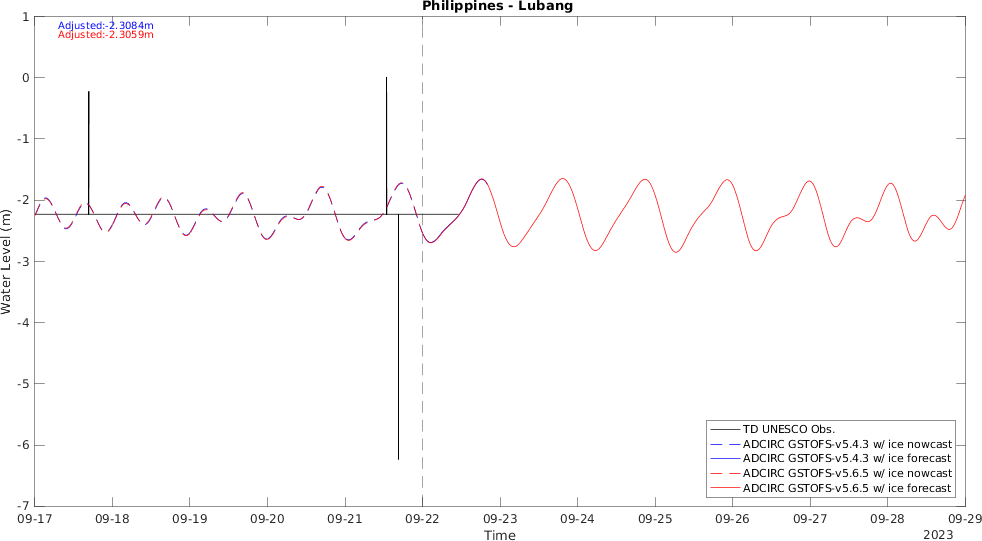 Philippines - Lubang
Adjusted:-2.3084m
Adjusted:-2.3059m
1
0
-1
-2
-3
-4
-5
-6
-7
Water Level (m)
09-17 09-18 09-19 09-20 09-21 09-22 09-23 09-24 09-25 09-26 09-27 09-28 09-29
Time
2023
TD UNESCO Obs.
ADCIRC GSTOFS-v5.4.3 w/ ice nowcast
ADCIRC GSTOFS-v5.4.3 w/ ice forecast
ADCIRC GSTOFS-v5.6.5 w/ ice nowcast
ADCIRC GSTOFS-v5.6.5 w/ ice forecast